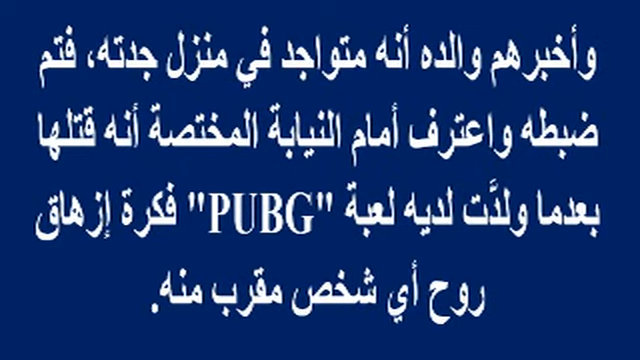 وأخبرهم والده أنه متواجد في منزل جدته، فتم
ضبطه واعترف أمام النيابة المختصة أنه قتلها
بعدما ولدَّت لديه لعبة "PUBG" فكرة إزهاق
روح أي شخص مقرب منه.